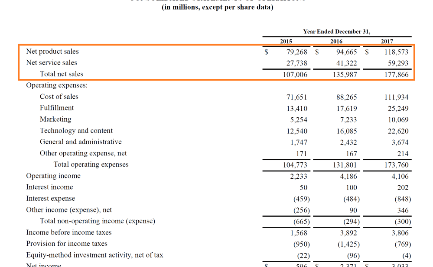 (in millions, except per share data)
Year Ended December 31,
2015 2016 2017
Net product sales $ 79,268 $ 94,665 $ 118,573
Net service sales 27,738 41,322 59,293
Total net sales 107,006 135,987 177,866
Operating expenses:
Cost of sales 71,651 88,265 111,934
Fulfillment 13,410 17,619 25,249
Marketing 5,254 7,233 10,069
Technology and content 12,540 16,085 22,620
General and administrative 1,747 2,432 3,674
Other operating expense, net 171 167 214
Total operating expenses 104,773 131,801 173,760
Operating income 2,233 4,186 4,106
Interest income 50 100 202
Interest expense (459) (484) (848)
Other income (expense), net (256) 90 346
Total non-operating income (expense) (665) (294) (300)
Income before income taxes 1,568 3,892 3,806
Provision for income taxes (950) (1,425) (769)
Equity-method investment activity, net of tax (22) (96) (4)
Net income $ 596 $ 2,371 $ 3,033